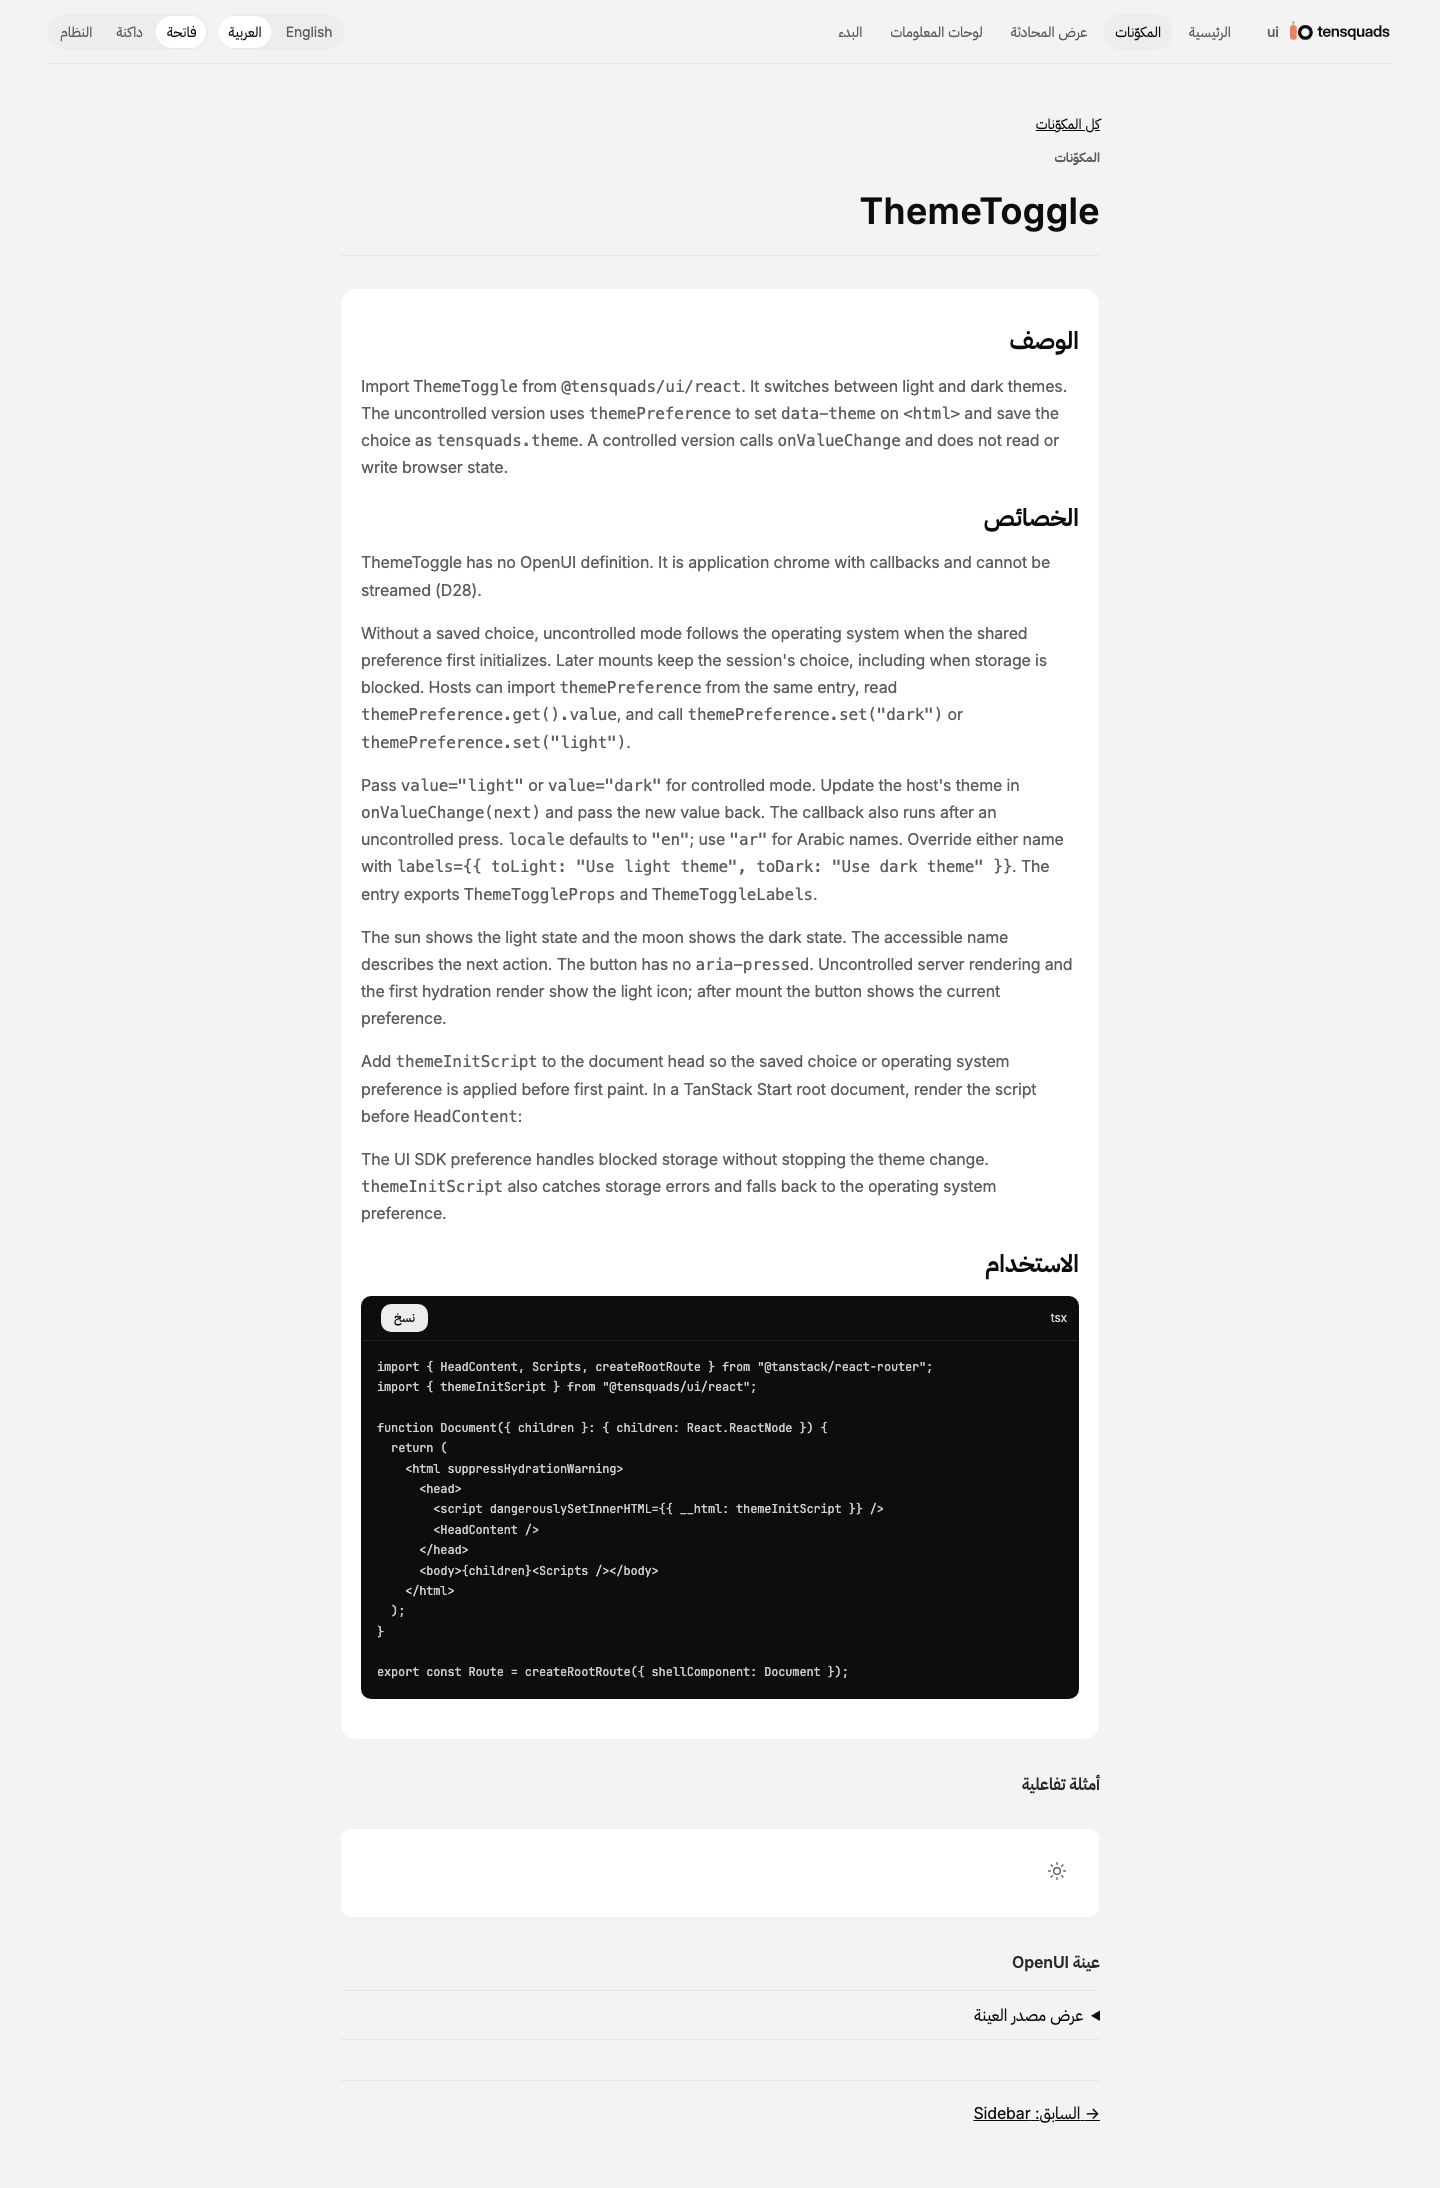 tensquads ui
الرئيسية
المكوّنات
عرض المحادثة
لوحات المعلومات
البدء
English
العربية
فاتحة
داكنة
النظام
كل المكوّنات
المكوّنات
ThemeToggle
الوصف
Import ThemeToggle from @tensquads/ui/react. It switches between light and dark themes.
The uncontrolled version uses themePreference to set data-theme on <html> and save the
choice as tensquads.theme. A controlled version calls onValueChange and does not read or
write browser state.
الخصائص
ThemeToggle has no OpenUI definition. It is application chrome with callbacks and cannot be
streamed (D28).
Without a saved choice, uncontrolled mode follows the operating system when the shared
preference first initializes. Later mounts keep the session's choice, including when storage is
blocked. Hosts can import themePreference from the same entry, read
themePreference.get().value, and call themePreference.set("dark") or
themePreference.set("light").
Pass value="light" or value="dark" for controlled mode. Update the host's theme in
onValueChange(next) and pass the new value back. The callback also runs after an
uncontrolled press. locale defaults to "en"; use "ar" for Arabic names. Override either name
with labels={{ toLight: "Use light theme", toDark: "Use dark theme" }}. The
entry exports ThemeToggleProps and ThemeToggleLabels.
The sun shows the light state and the moon shows the dark state. The accessible name
describes the next action. The button has no aria-pressed. Uncontrolled server rendering and
the first hydration render show the light icon; after mount the button shows the current
preference.
Add themeInitScript to the document head so the saved choice or operating system
preference is applied before first paint. In a TanStack Start root document, render the script
before HeadContent:
The UI SDK preference handles blocked storage without stopping the theme change.
themeInitScript also catches storage errors and falls back to the operating system
preference.
الاستخدام
tsx
نسخ
import { HeadContent, Scripts, createRootRoute } from "@tanstack/react-router";
import { themeInitScript } from "@tensquads/ui/react";
function Document({ children }: { children: React.ReactNode }) {
  return (
    <html suppressHydrationWarning>
      <head>
        <script dangerouslySetInnerHTML={{ __html: themeInitScript }} />
        <HeadContent />
      </head>
      <body>{children}<Scripts /></body>
    </html>
  );
}
export const Route = createRootRoute({ shellComponent: Document });
أمثلة تفاعلية
عينة OpenUI
عرض مصدر العينة
→ السابق: Sidebar